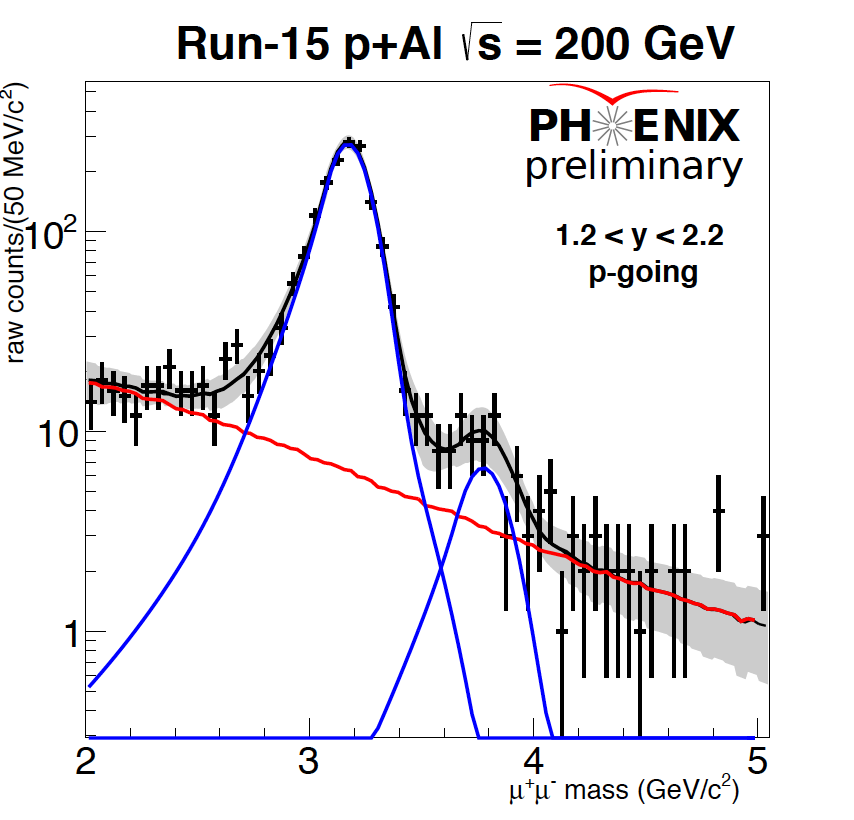 Run-15 p+Al √s = 200 GeV
PHENIX
preliminary
1.2 < y < 2.2
p-going
raw counts/(50 MeV/c²)
10²
10
1
2 3 4 5
μ⁺μ⁻ mass (GeV/c²)